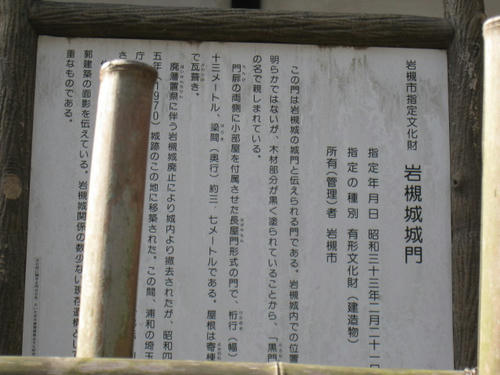 岩槻市指定文化財 岩槻城城門
指定年月日 昭和三十三年二月二十一
指定の種別 有形文化財(建造物)
所有(管理)者 岩槻市
この門は岩槻城の城門と伝えられる門である。岩槻城内での位置
明らかではないが、木材部分が黒く塗られていることから、「黒門
の名で親しまれている。
門扉の両側に小部屋を付属させた長屋門形式の門で、桁行(幅)
十三メートル、梁間(奥行)約三.七メートルである。屋根は寄棟
で瓦葺き。
廃藩置県に伴う岩槻城廃止により城内より撤去されたが、昭和四
五年(1970)城跡のこの地に移築された。この間、浦和の埼玉
庁
さ
郭建築の面影を伝えている。岩槻城関係の数少ない現存遺構とし
重なものである。